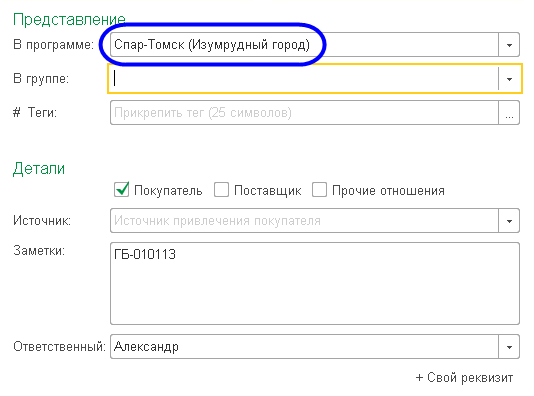 Представление
В программе: Спар-Томск (Изумрудный город)
В группе:
# Теги: Прикрепить тег (25 символов) ...
Детали
Покупатель Поставщик Прочие отношения
Источник: Источник привлечения покупателя
Заметки: ГБ-010113
Ответственный: Александр
+ Свой реквизит